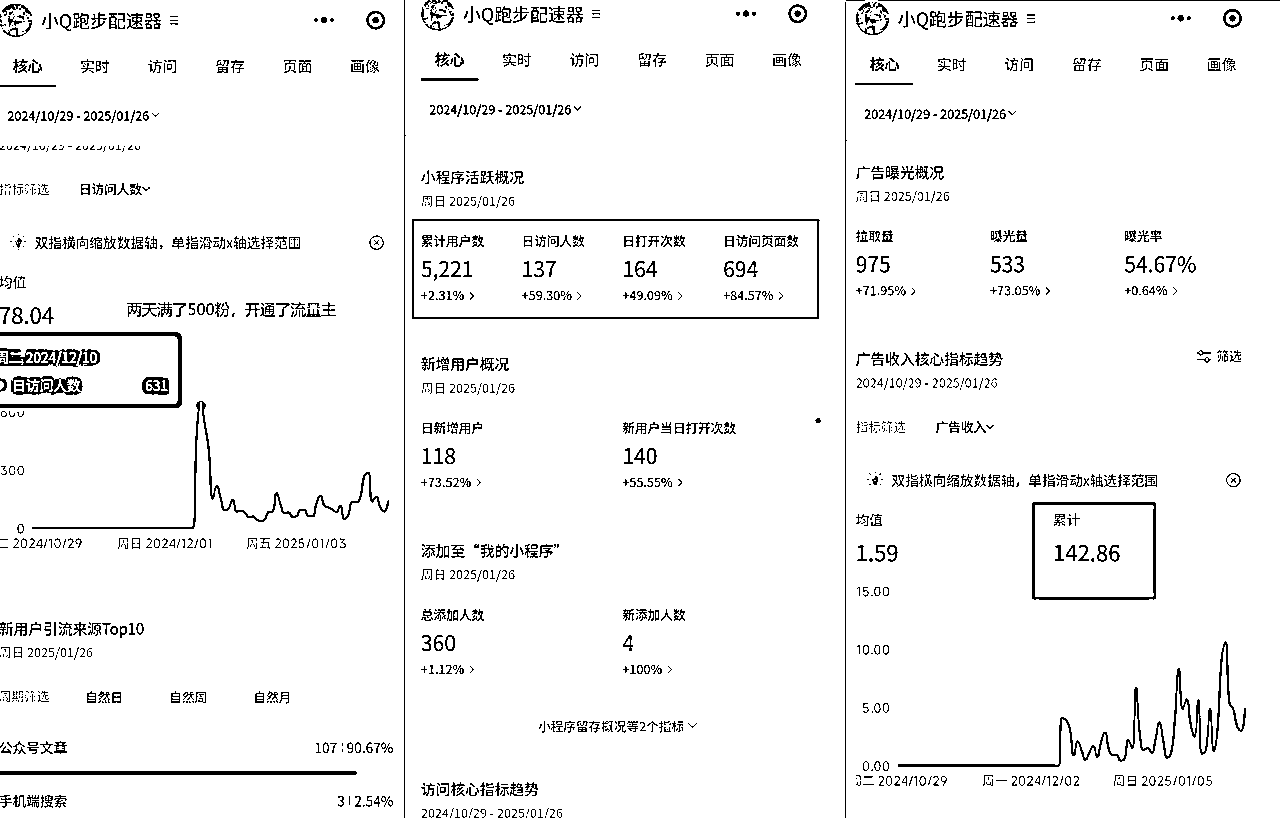 小Q跑步配速器
核心 实时 访问 留存 页面 画像
2024/10/29 - 2025/01/26
2024/10/29 - 2025/01/26
指标筛选 日访问人数
双指横向缩放数据轴，单指滑动x轴选择范围
均值
78.04
两天满了500粉，开通了流量主
周二 2024/12/10
日访问人数 631
300
0
二 2024/10/29 周日 2024/12/01 周五 2025/01/03
新用户引流来源Top10
周日 2025/01/26
周期筛选 自然日 自然周 自然月
公众号文章 107 90.67%
手机端搜索 3 2.54%
小Q跑步配速器
核心 实时 访问 留存 页面 画像
2024/10/29 - 2025/01/26
小程序活跃概况
周日 2025/01/26
累计用户数 日访问人数 日打开次数 日访问页面数
5,221 137 164 694
+2.31% +59.30% +49.09% +84.57%
新增用户概况
周日 2025/01/26
日新增用户 新用户当日打开次数
118 140
+73.52% +55.55%
添加至“我的小程序”
周日 2025/01/26
总添加人数 新添加人数
360 4
+1.12% +100%
小程序留存概况等2个指标
访问核心指标趋势
2024/10/29 - 2025/01/26
小Q跑步配速器
核心 实时 访问 留存 页面 画像
2024/10/29 - 2025/01/26
广告曝光概况
周日 2025/01/26
拉取量 曝光量 曝光率
975 533 54.67%
+71.95% +73.05% +0.64%
广告收入核心指标趋势 筛选
2024/10/29 - 2025/01/26
指标筛选 广告收入
双指横向缩放数据轴，单指滑动x轴选择范围
均值 累计
1.59 142.86
15.00
10.00
5.00
0.00
二 2024/10/29 周一 2024/12/02 周日 2025/01/05